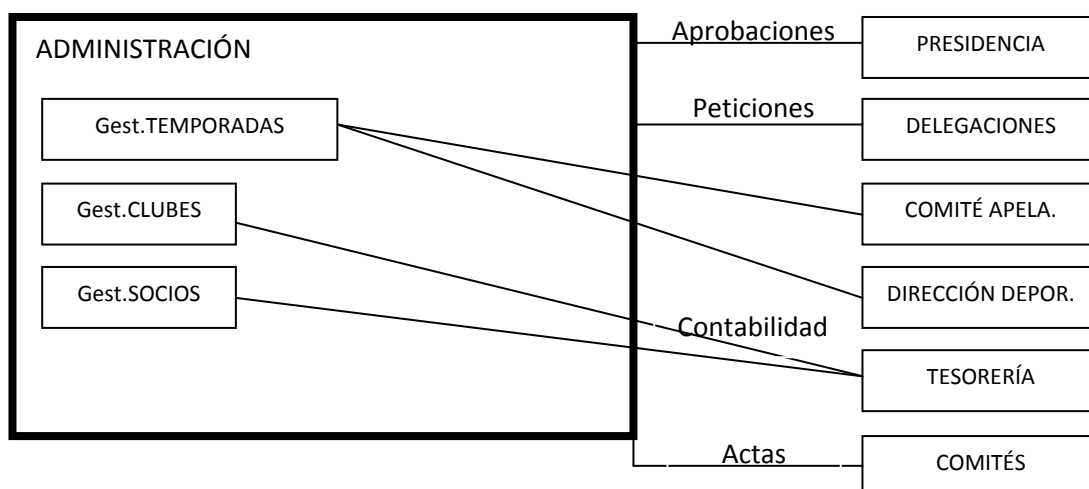 ADMINISTRACIÓN
Gest.TEMPORADAS
Gest.CLUBES
Gest.SOCIOS
Aprobaciones
PRESIDENCIA
Peticiones
DELEGACIONES
COMITÉ APELA.
DIRECCIÓN DEPOR.
Contabilidad
TESORERÍA
Actas
COMITÉS